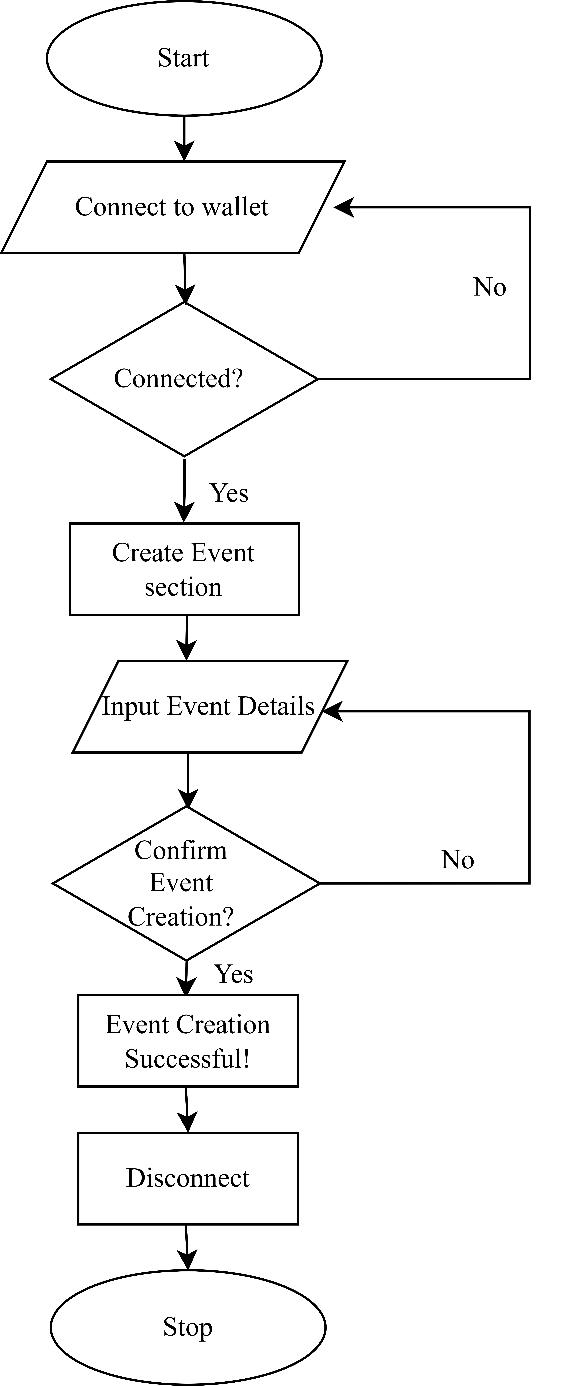 Start
Connect to wallet
No
Connected?
Yes
Create Event
section
Input Event Details
Confirm
Event
Creation?
No
Yes
Event Creation
Successful!
Disconnect
Stop